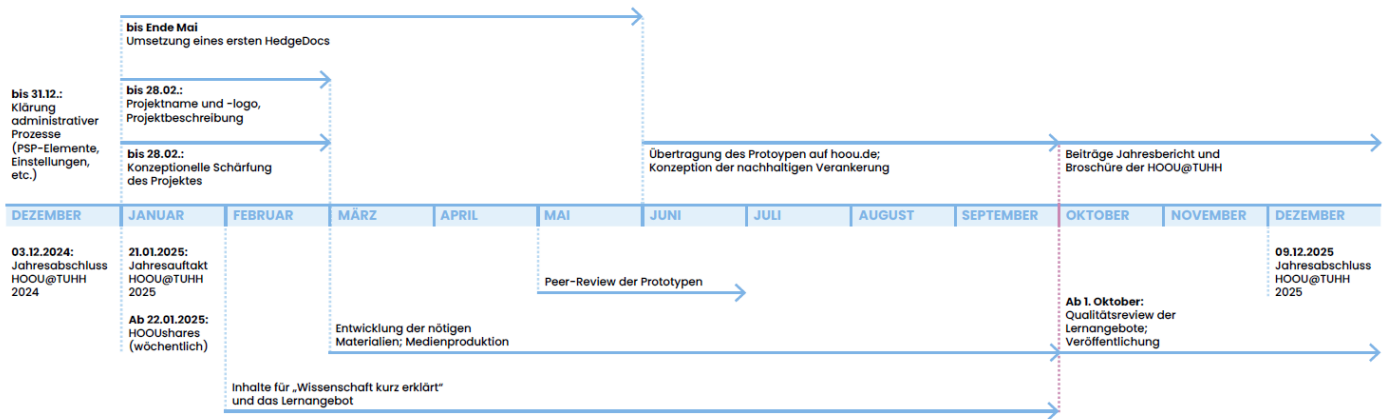 bis Ende Mai
Umsetzung eines ersten HedgeDocs
bis 31.12.:
Klärung
administrativer
Prozesse
(PSP-Elemente,
Einstellungen,
etc.)
bis 28.02.:
Projektname und -logo,
Projektbeschreibung
bis 28.02.:
Konzeptionelle Schärfung
des Projektes
Übertragung des Protoypen auf hoou.de;
Konzeption der nachhaltigen Verankerung
Beiträge Jahresbericht und
Broschüre der HOOU@TUHH
DEZEMBER JANUAR FEBRUAR MÄRZ APRIL MAI JUNI JULI AUGUST SEPTEMBER OKTOBER NOVEMBER DEZEMBER
03.12.2024:
Jahresabschluss
HOOU@TUHH
2024
21.01.2025:
Jahresauftakt
HOOU@TUHH
2025
Ab 22.01.2025:
HOOUshares
(wöchentlich)
Peer-Review der Prototypen
09.12.2025
Jahresabschluss
HOOU@TUHH
2025
Entwicklung der nötigen
Materialien; Medienproduktion
Ab 1. Oktober:
Qualitätsreview der
Lernangebote;
Veröffentlichung
Inhalte für „Wissenschaft kurz erklärt“
und das Lernangebot